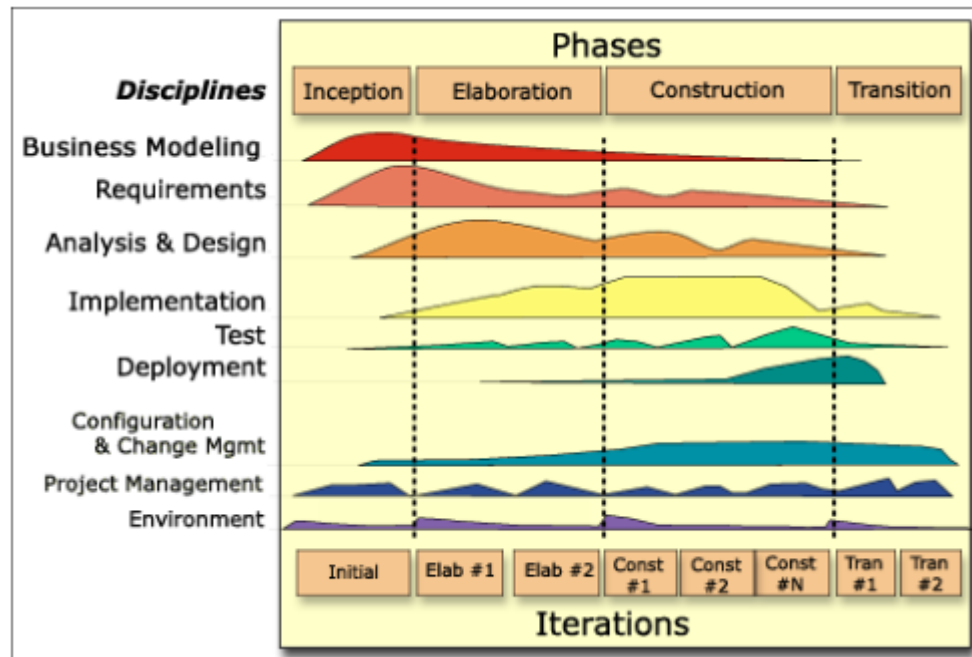 Phases
Disciplines
Inception
Elaboration
Construction
Transition
Business Modeling
Requirements
Analysis & Design
Implementation
Test
Deployment
Configuration
& Change Mgmt
Project Management
Environment
Initial
Elab #1
Elab #2
Const
#1
Const
#2
Const
#N
Tran
#1
Tran
#2
Iterations